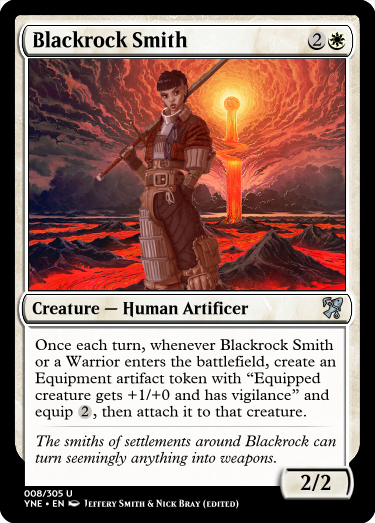 Blackrock Smith 2
Creature — Human Artificer
Once each turn, whenever Blackrock Smith
or a Warrior enters the battlefield, create an
Equipment artifact token with “Equipped
creature gets +1/+0 and has vigilance” and
equip 2, then attach it to that creature.
The smiths of settlements around Blackrock can
turn seemingly anything into weapons.
2/2
008/305 U
YNE • EN Jeffery Smith & Nick Bray (edited)